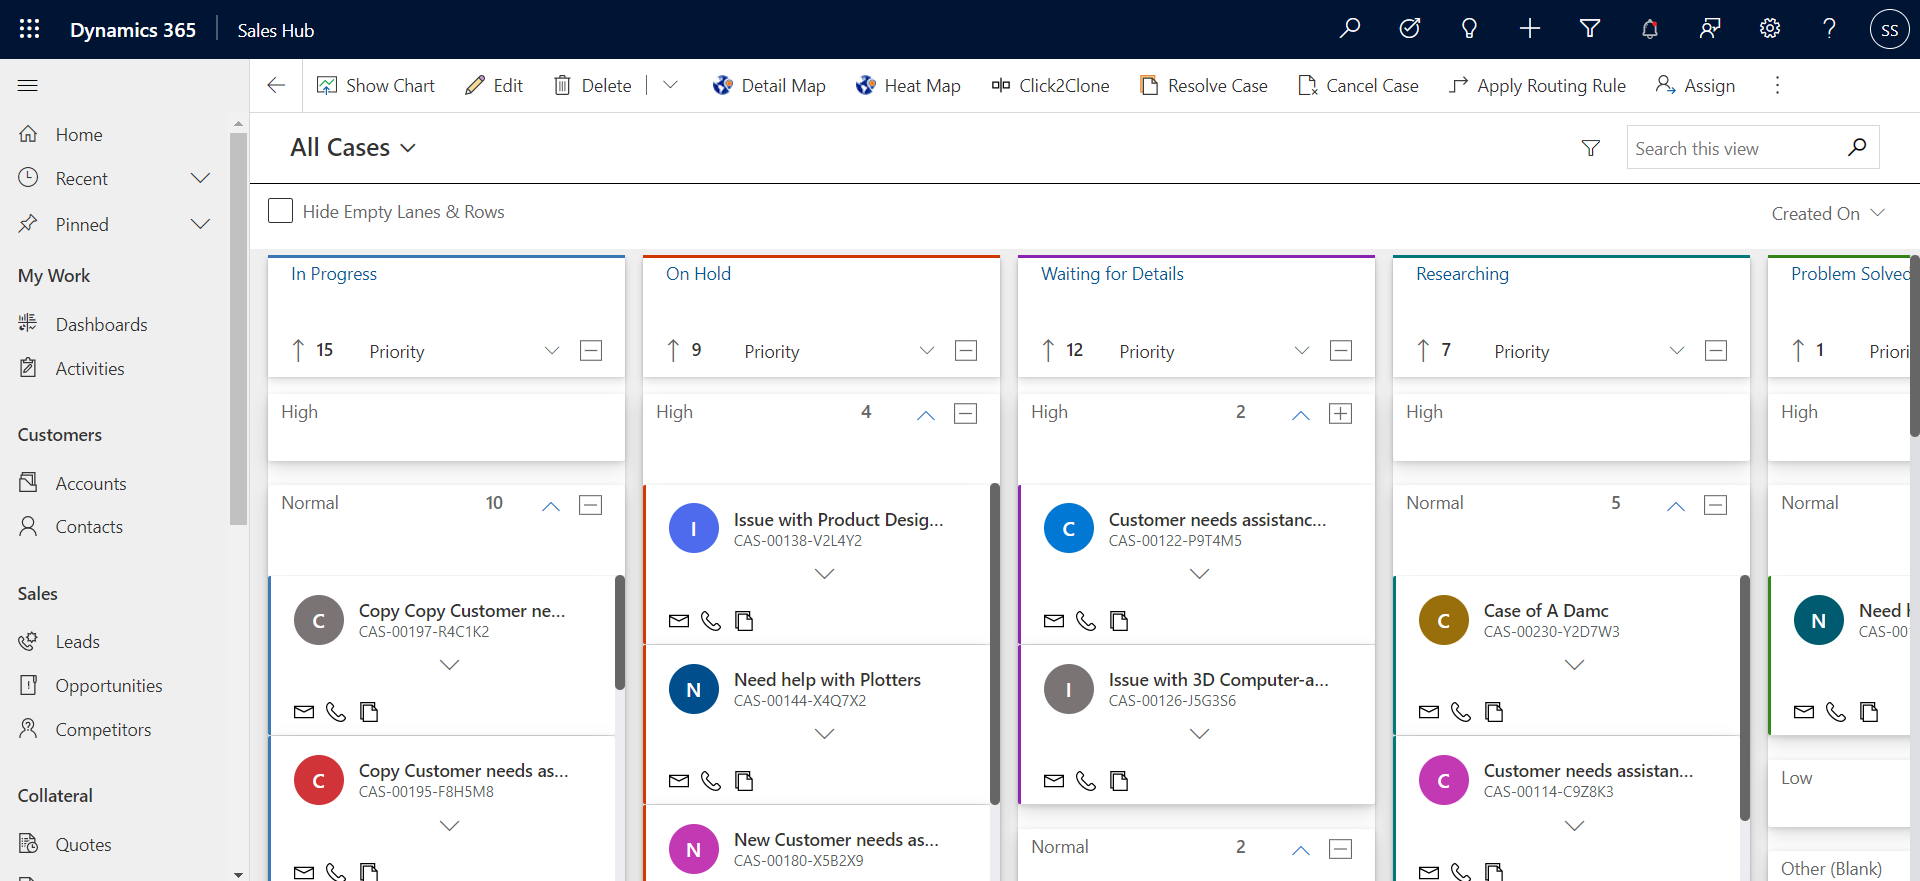 Dynamics 365
Sales Hub
SS
Show Chart
Edit
Delete
Detail Map
Heat Map
Click2Clone
Resolve Case
Cancel Case
Apply Routing Rule
Assign
Home
Recent
Pinned
My Work
Dashboards
Activities
Customers
Accounts
Contacts
Sales
Leads
Opportunities
Competitors
Collateral
Quotes
All Cases
Search this view
Hide Empty Lanes & Rows
Created On
In Progress
15 Priority
High
Normal 10
C
Copy Copy Customer ne...
CAS-00197-R4C1K2
C
Copy Customer needs as...
CAS-00195-F8H5M8
On Hold
9 Priority
High 4
I
Issue with Product Desig...
CAS-00138-V2L4Y2
N
Need help with Plotters
CAS-00144-X4Q7X2
N
New Customer needs as...
CAS-00180-X5B2X9
Waiting for Details
12 Priority
High 2
C
Customer needs assistanc...
CAS-00122-P9T4M5
I
Issue with 3D Computer-a...
CAS-00126-J5G3S6
Normal 2
Researching
7 Priority
High
Normal 5
C
Case of A Damc
CAS-00230-Y2D7W3
C
Customer needs assistan...
CAS-00114-C9Z8K3
Problem Solved
1 Priori
High
Normal
N
Need
CAS-00
Low
Other (Blank)